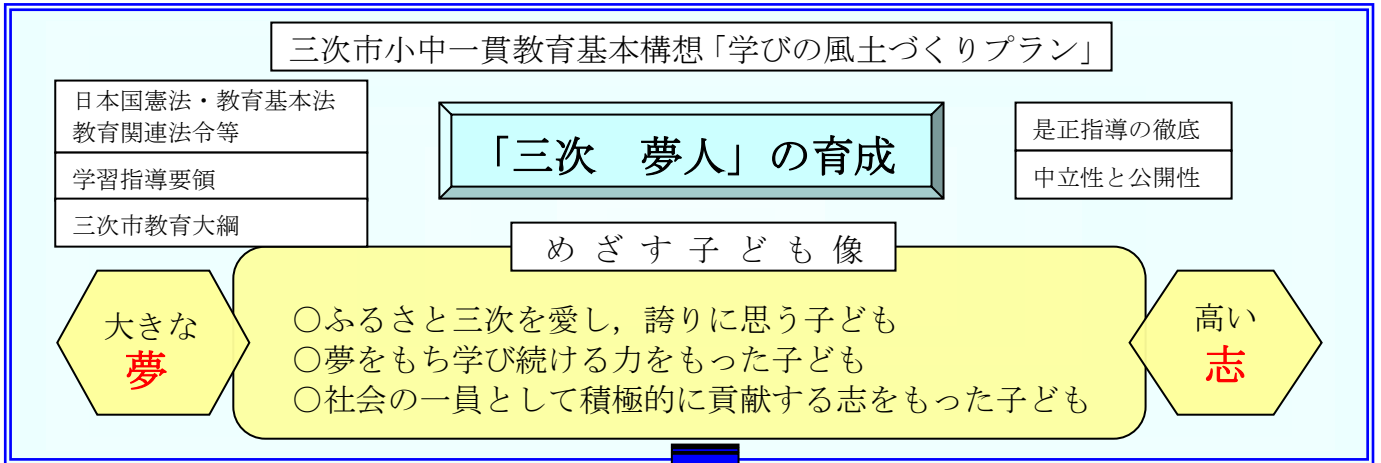 三次市小中一貫教育基本構想「学びの風土づくりプラン」
日本国憲法・教育基本法
教育関連法令等
学習指導要領
三次市教育大綱
「三次　夢人」の育成
是正指導の徹底
中立性と公開性
めざす子ども像
大きな
夢
○ふるさと三次を愛し，誇りに思う子ども
○夢をもち学び続ける力をもった子ども
○社会の一員として積極的に貢献する志をもった子ども
高い
志